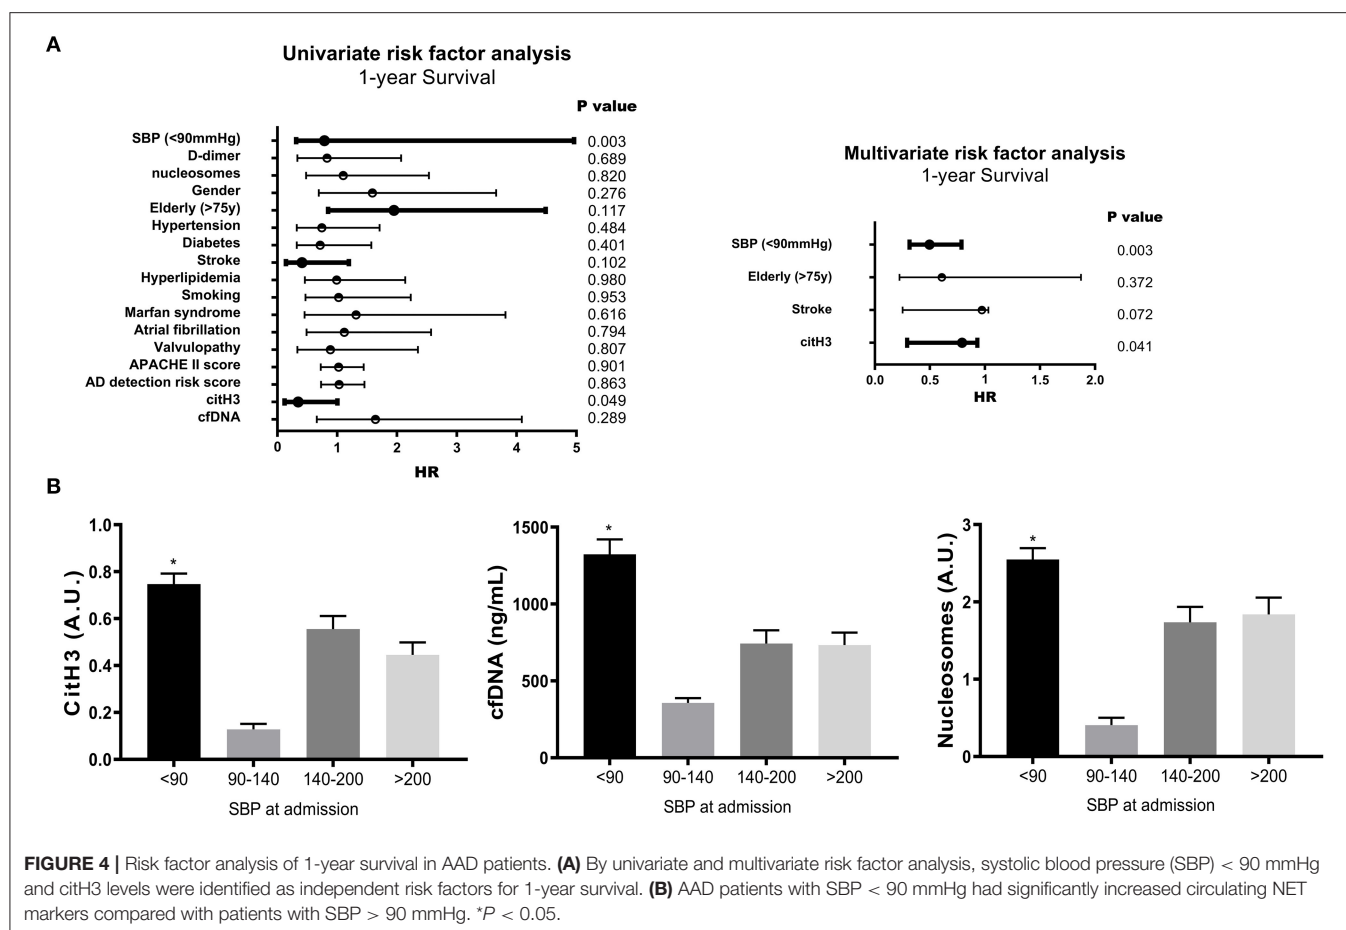 A
Univariate risk factor analysis
1-year Survival
P value
SBP (<90mmHg) 0.003
D-dimer 0.689
nucleosomes 0.820
Gender 0.276
Elderly (>75y) 0.117
Hypertension 0.484
Diabetes 0.401
Stroke 0.102
Hyperlipidemia 0.980
Smoking 0.953
Marfan syndrome 0.616
Atrial fibrillation 0.794
Valvulopathy 0.807
APACHE II score 0.901
AD detection risk score 0.863
citH3 0.049
cfDNA 0.289
0 1 2 3 4 5
HR
Multivariate risk factor analysis
1-year Survival
P value
SBP (<90mmHg) 0.003
Elderly (>75y) 0.372
Stroke 0.072
citH3 0.041
0.0 0.5 1 1.5 2.0
HR
B
CitH3 (A.U.)
1.0
0.8
0.6
0.4
0.2
0.0
*
<90 90-140 140-200 >200
SBP at admission
cfDNA (ng/mL)
1500
1000
500
0
*
<90 90-140 140-200 >200
SBP at admission
Nucleosomes (A.U.)
3
2
1
0
*
<90 90-140 140-200 >200
SBP at admission
FIGURE 4 | Risk factor analysis of 1-year survival in AAD patients. (A) By univariate and multivariate risk factor analysis, systolic blood pressure (SBP) < 90 mmHg
and citH3 levels were identified as independent risk factors for 1-year survival. (B) AAD patients with SBP < 90 mmHg had significantly increased circulating NET
markers compared with patients with SBP > 90 mmHg. *P < 0.05.